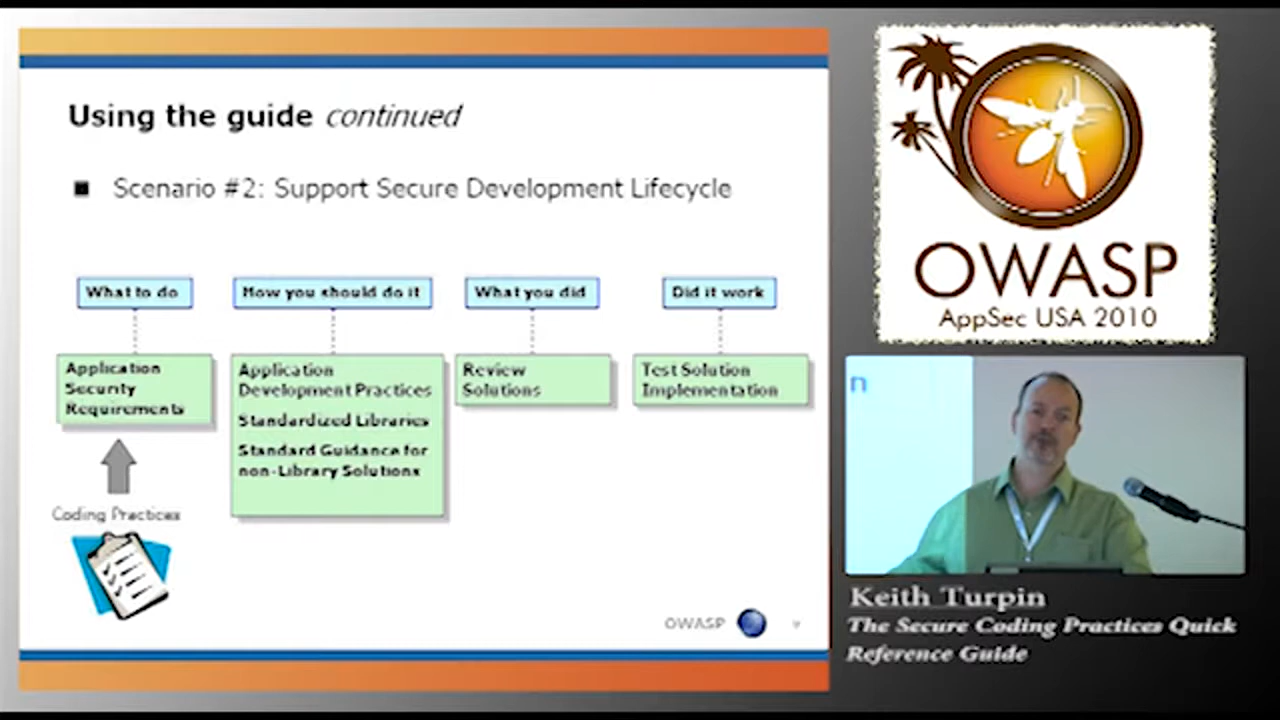 Using the guide continued
■ Scenario #2: Support Secure Development Lifecycle
What to do
How you should do it
What you did
Did it work
Application
Security
Requirements
Application
Development Practices
Standardized Libraries
Standard Guidance for
non-Library Solutions
Review
Solutions
Test Solution
Implementation
Coding Practices
OWASP
OWASP
AppSec USA 2010
n
Keith Turpin
The Secure Coding Practices Quick
Reference Guide